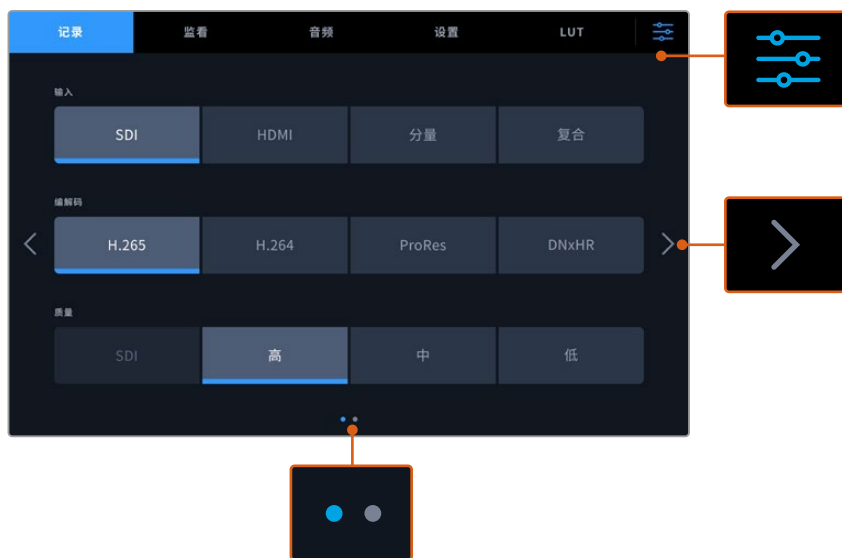 记录 监看 音频 设置 LUT
输入
SDI HDMI 分量 复合
编解码
H.265 H.264 ProRes DNxHR
质量
SDI 高 中 低